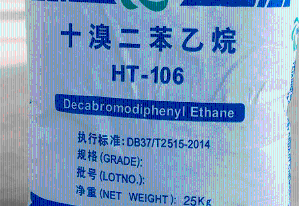 十溴二苯乙烷
HT-106
Decabromodiphenyl Ethane
执行标准: DB37/T2515-2014
规格 (GRADE):
批号 (LOTNO.):
净重 (NET WEIGHT): 25Kg